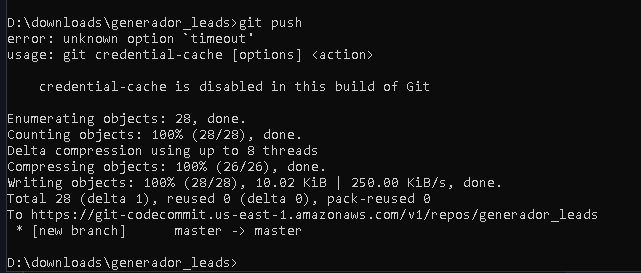 D:\downloads\generador_leads>git push
error: unknown option `timeout'
usage: git credential-cache [options] <action>
credential-cache is disabled in this build of Git
Enumerating objects: 28, done.
Counting objects: 100% (28/28), done.
Delta compression using up to 8 threads
Compressing objects: 100% (26/26), done.
Writing objects: 100% (28/28), 10.02 KiB | 250.00 KiB/s, done.
Total 28 (delta 1), reused 0 (delta 0), pack-reused 0
To https://git-codecommit.us-east-1.amazonaws.com/v1/repos/generador_leads
* [new branch]      master -> master
D:\downloads\generador_leads>